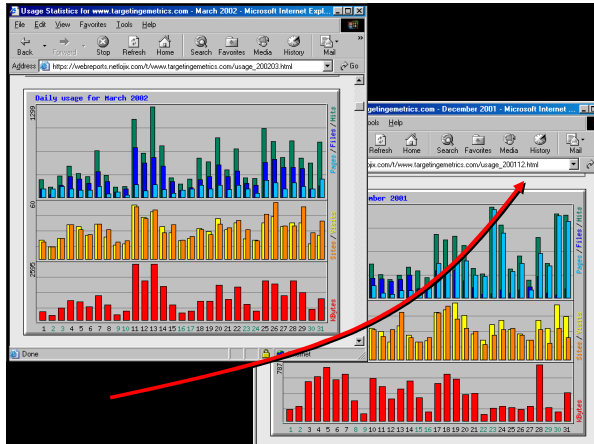 Usage Statistics for www.targetingemetrics.com - March 2002 - Microsoft Internet Expl...
File Edit View Favorites Tools Help
Back Forward Stop Refresh Home Search Favorites Media History Mail
Address https://webreports.netlojix.com/t/www.targetingemetrics.com/usage_200203.html Go
Daily usage for March 2002
1299
Pages/Files/Hits
60
Sites/Visits
2595
KBytes
1 2 3 4 5 6 7 8 9 10 11 12 13 14 15 16 17 18 19 20 21 22 23 24 25 26 27 28 29 30 31
Done
getingemetrics.com - December 2001 - Microsoft Internet ...
ools Help
Refresh Home Search Favorites Media History Mail
ojix.com/t/www.targetingemetrics.com/usage_200112.html
mber 2001
Pages/Files/Hits
Sites/Visits
787
KBytes
1 2 3 4 5 6 7 8 9 10 11 12 13 14 15 16 17 18 19 20 21 22 23 24 25 26 27 28 29 30 31